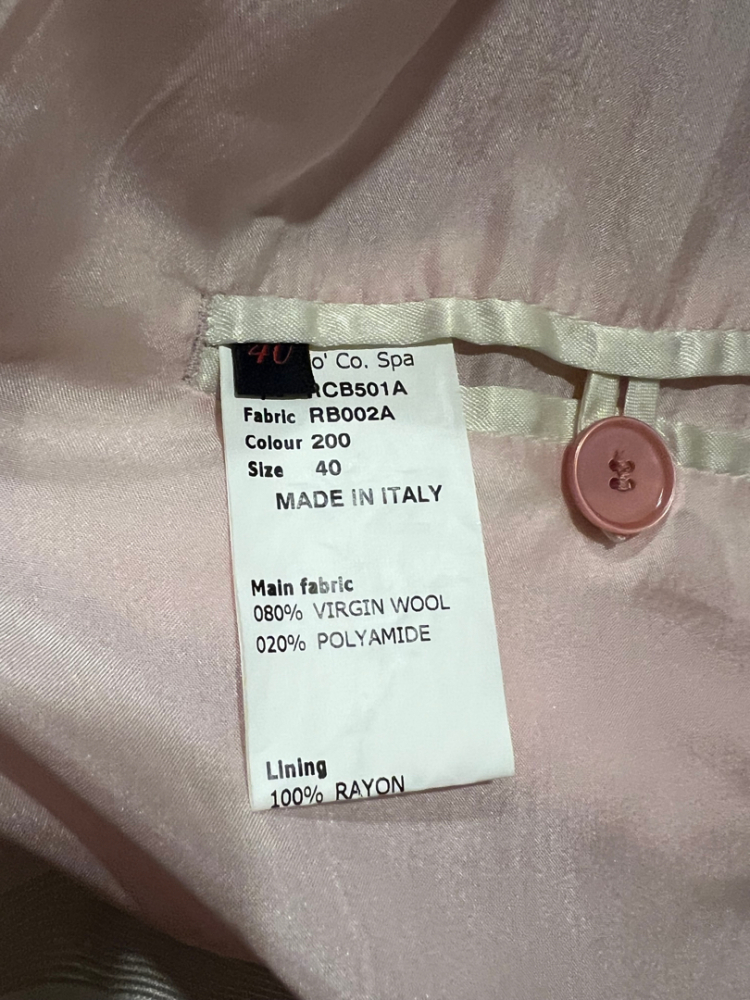 40
o' Co. Spa
RCB501A
Fabric RB002A
Colour 200
Size 40
MADE IN ITALY
Main fabric
080% VIRGIN WOOL
020% POLYAMIDE
Lining
100% RAYON